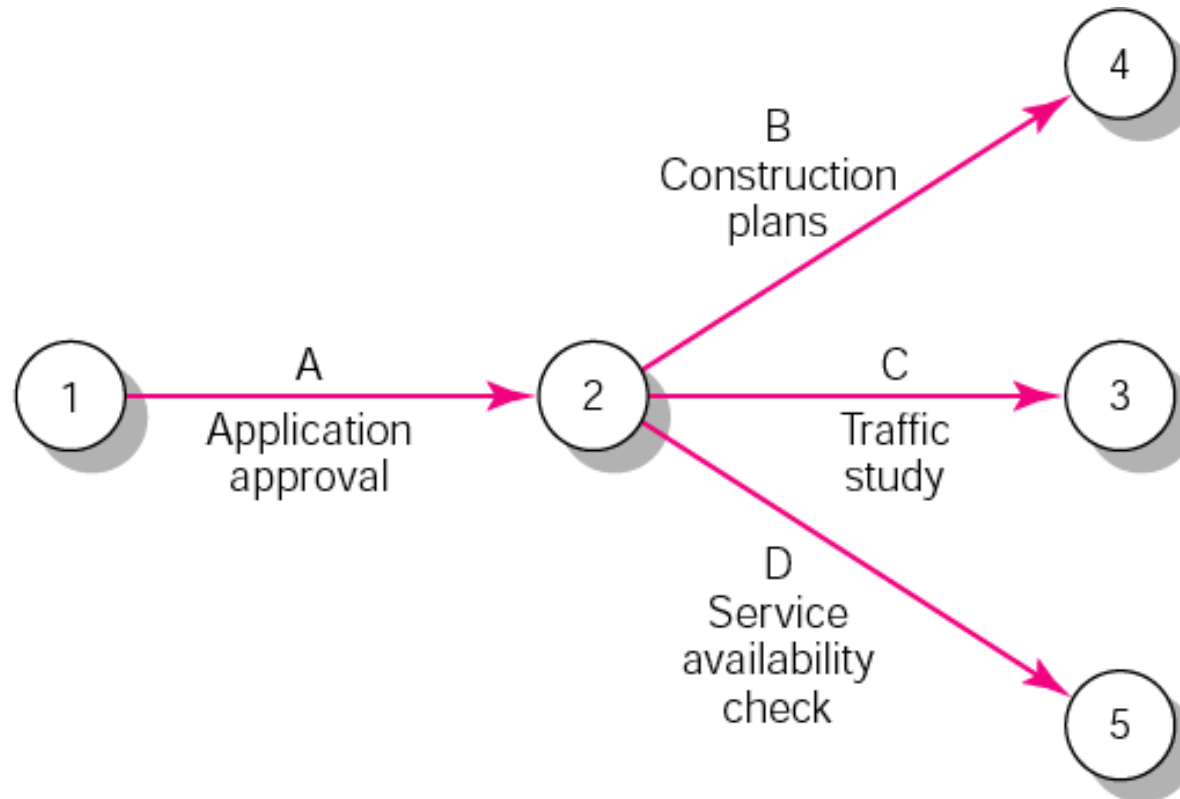 4
B
Construction
plans
A
C
1
2
3
Application
approval
Traffic
study
D
Service
availability
check
5